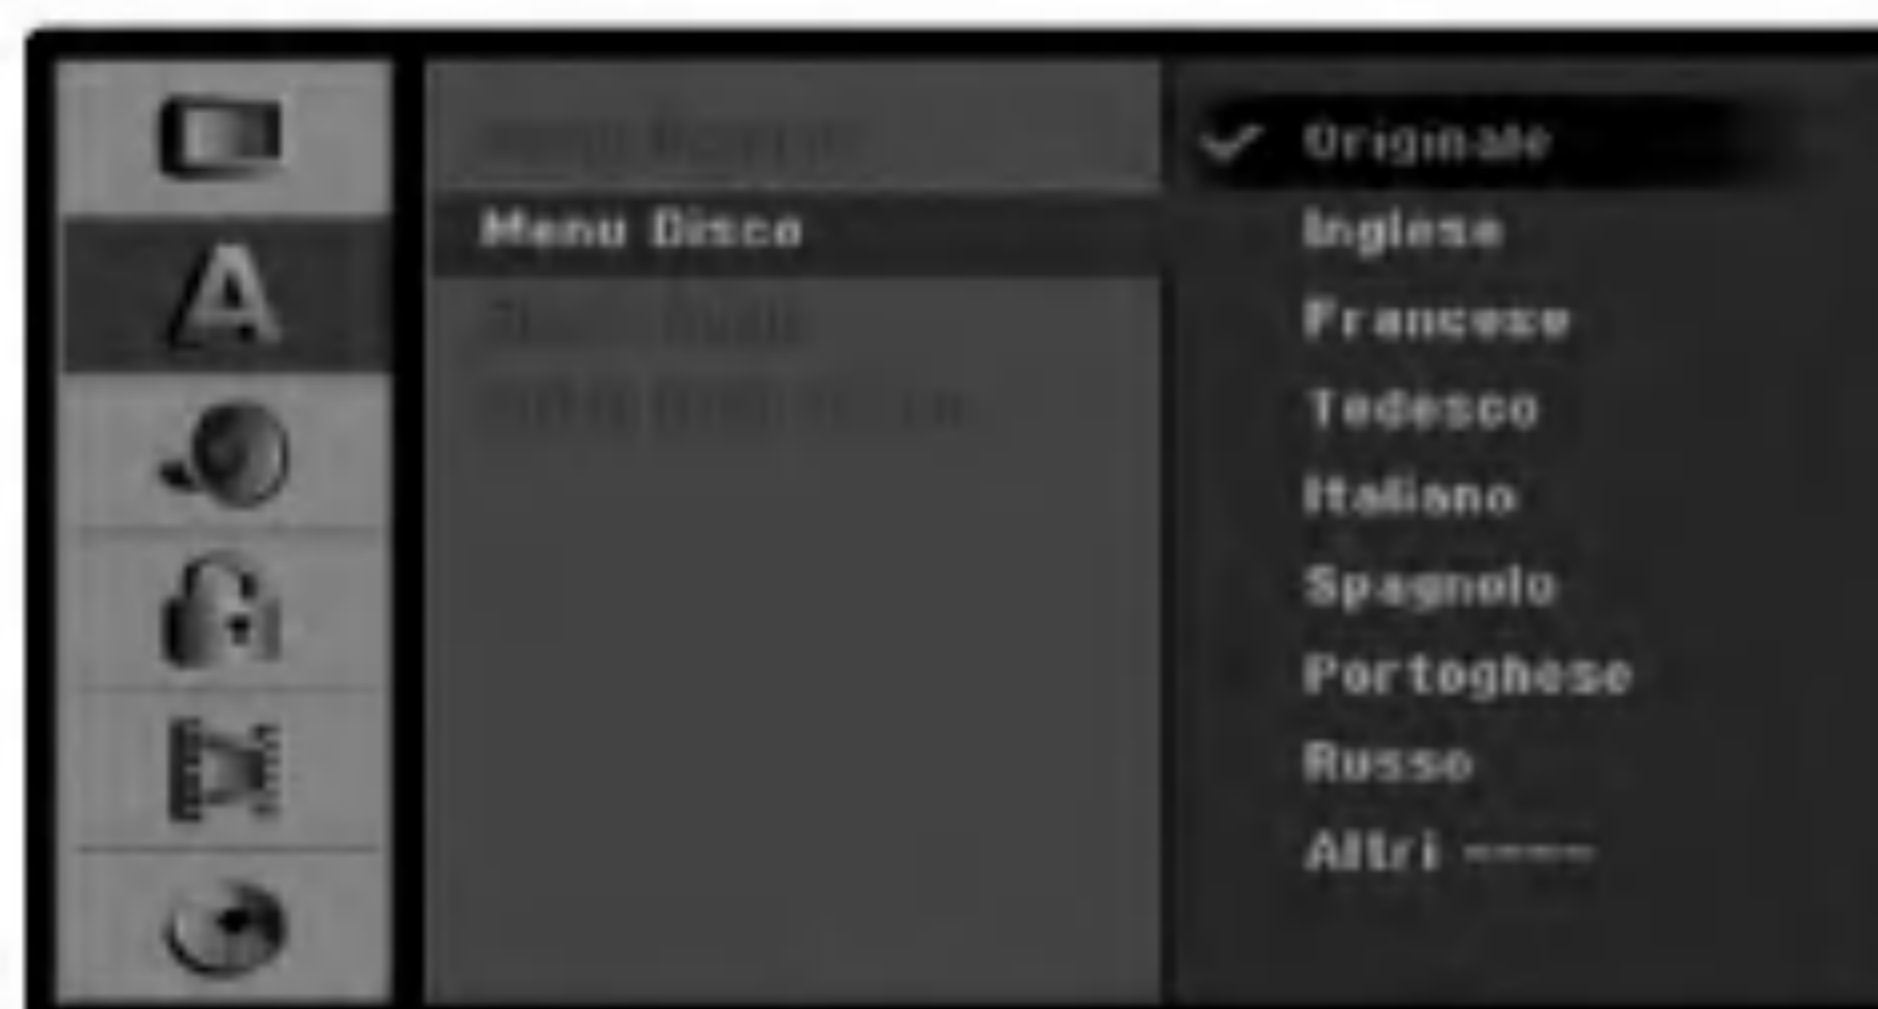 A
Menu Disco
Originale
Inglese
Francese
Tedesco
Italiano
Spagnolo
Portoghese
Russo
Altri ----